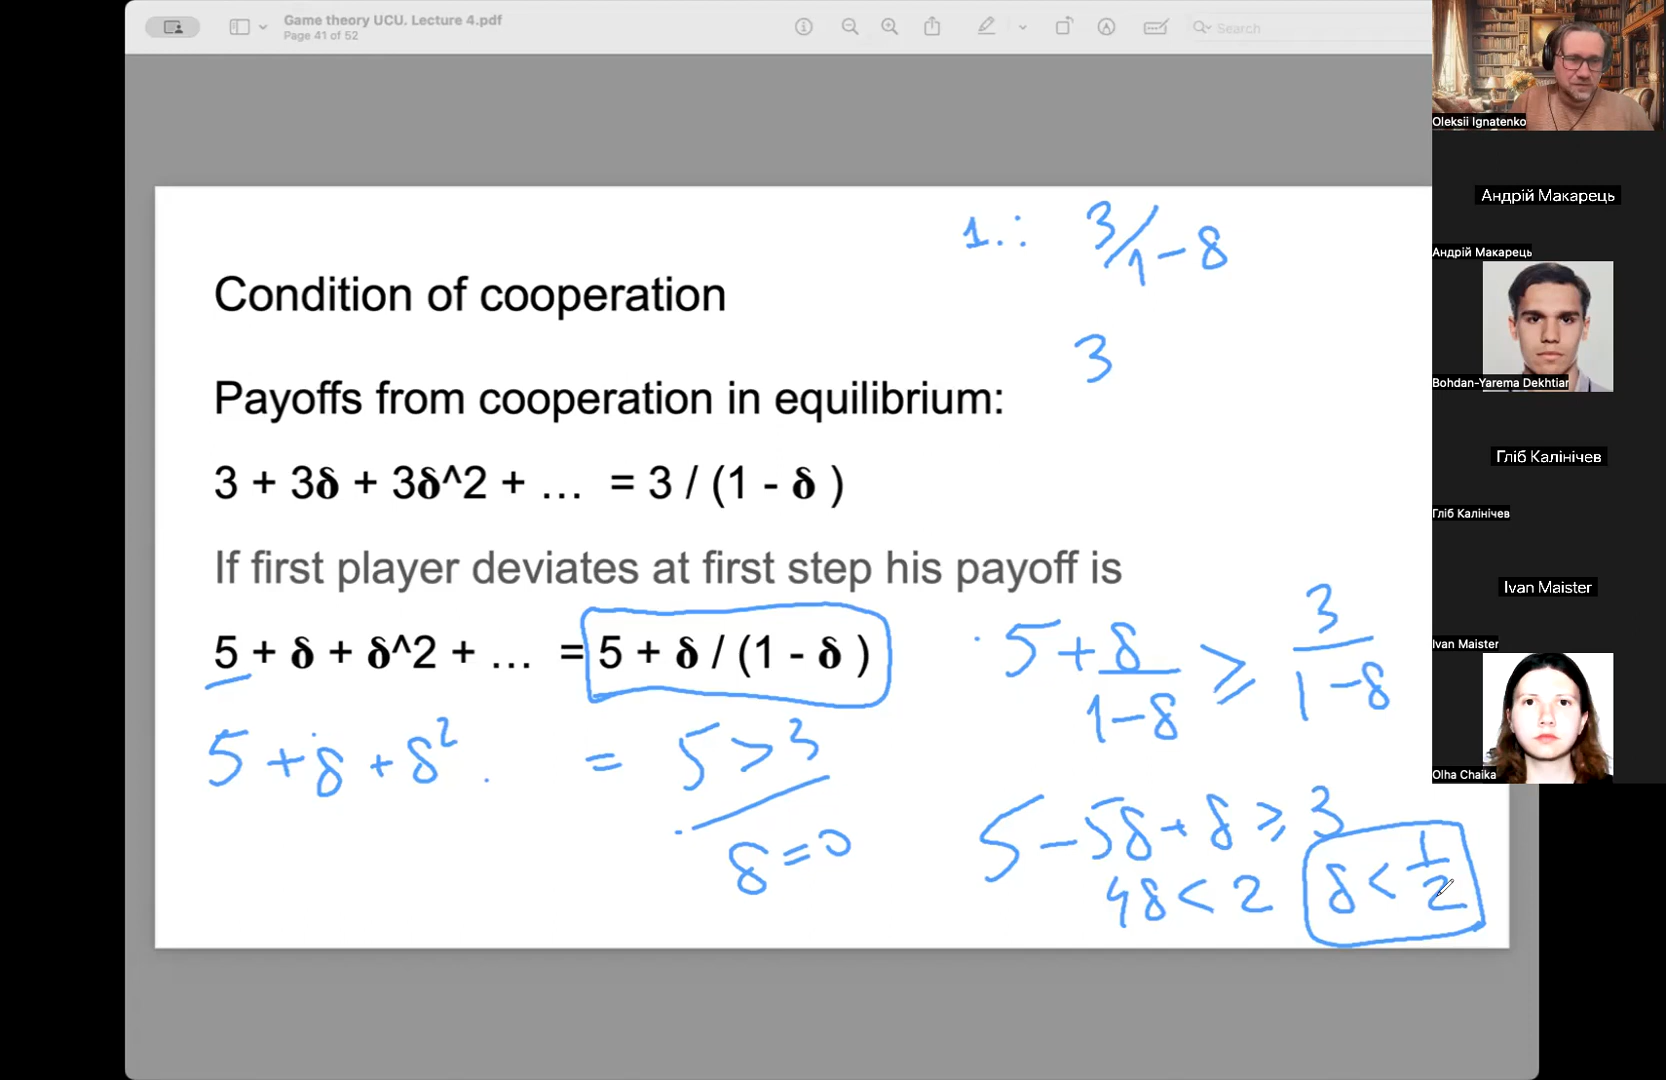 Game theory UCU. Lecture 4.pdf
Page 41 of 52
Search
1.: 3/1-δ
Condition of cooperation
3
Payoffs from cooperation in equilibrium:
3 + 3δ + 3δ^2 + … = 3 / (1 - δ )
If first player deviates at first step his payoff is
5 + δ + δ^2 + … = 5 + δ / (1 - δ )
5 + δ/(1-δ) ≥ 3/(1-δ)
5 + δ + δ² . = 5 > 3
δ = 0
5 - 5δ + δ ≥ 3
4δ < 2
δ < 1/2
Oleksii Ignatenko
Андрій Макарець
Андрій Макарець
Bohdan-Yarema Dekhtiar
Гліб Калінічев
Гліб Калінічев
Ivan Maister
Ivan Maister
Olha Chaika